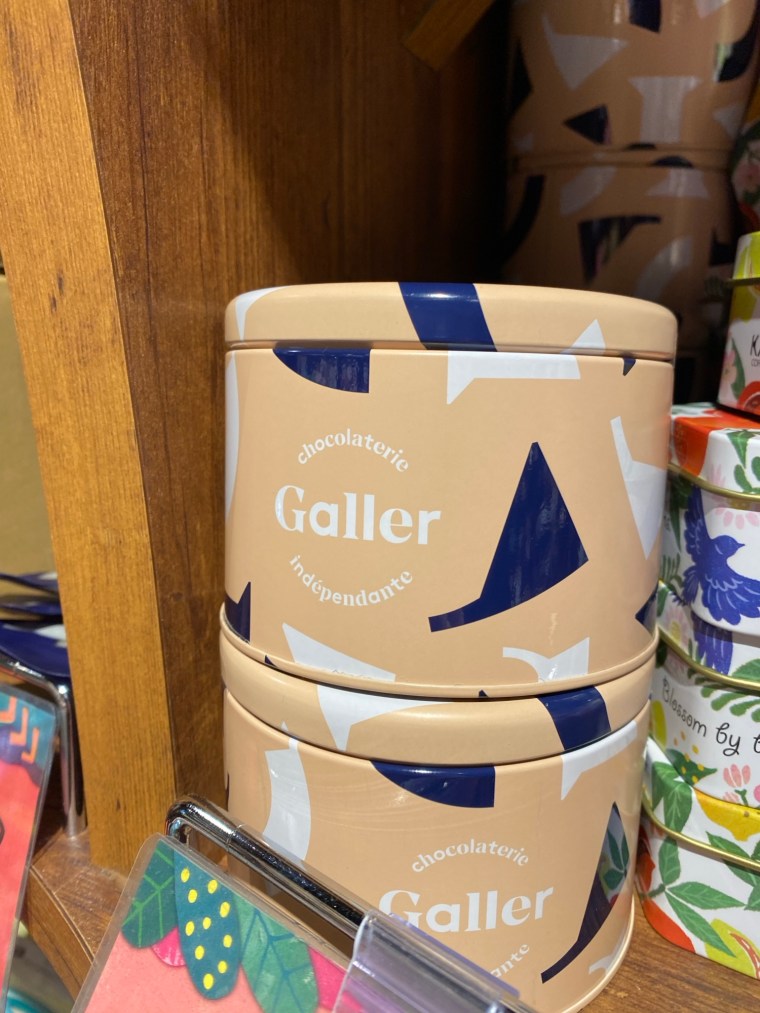 chocolaterie
Galler
indépendante
chocolaterie
Galler
Blossom by